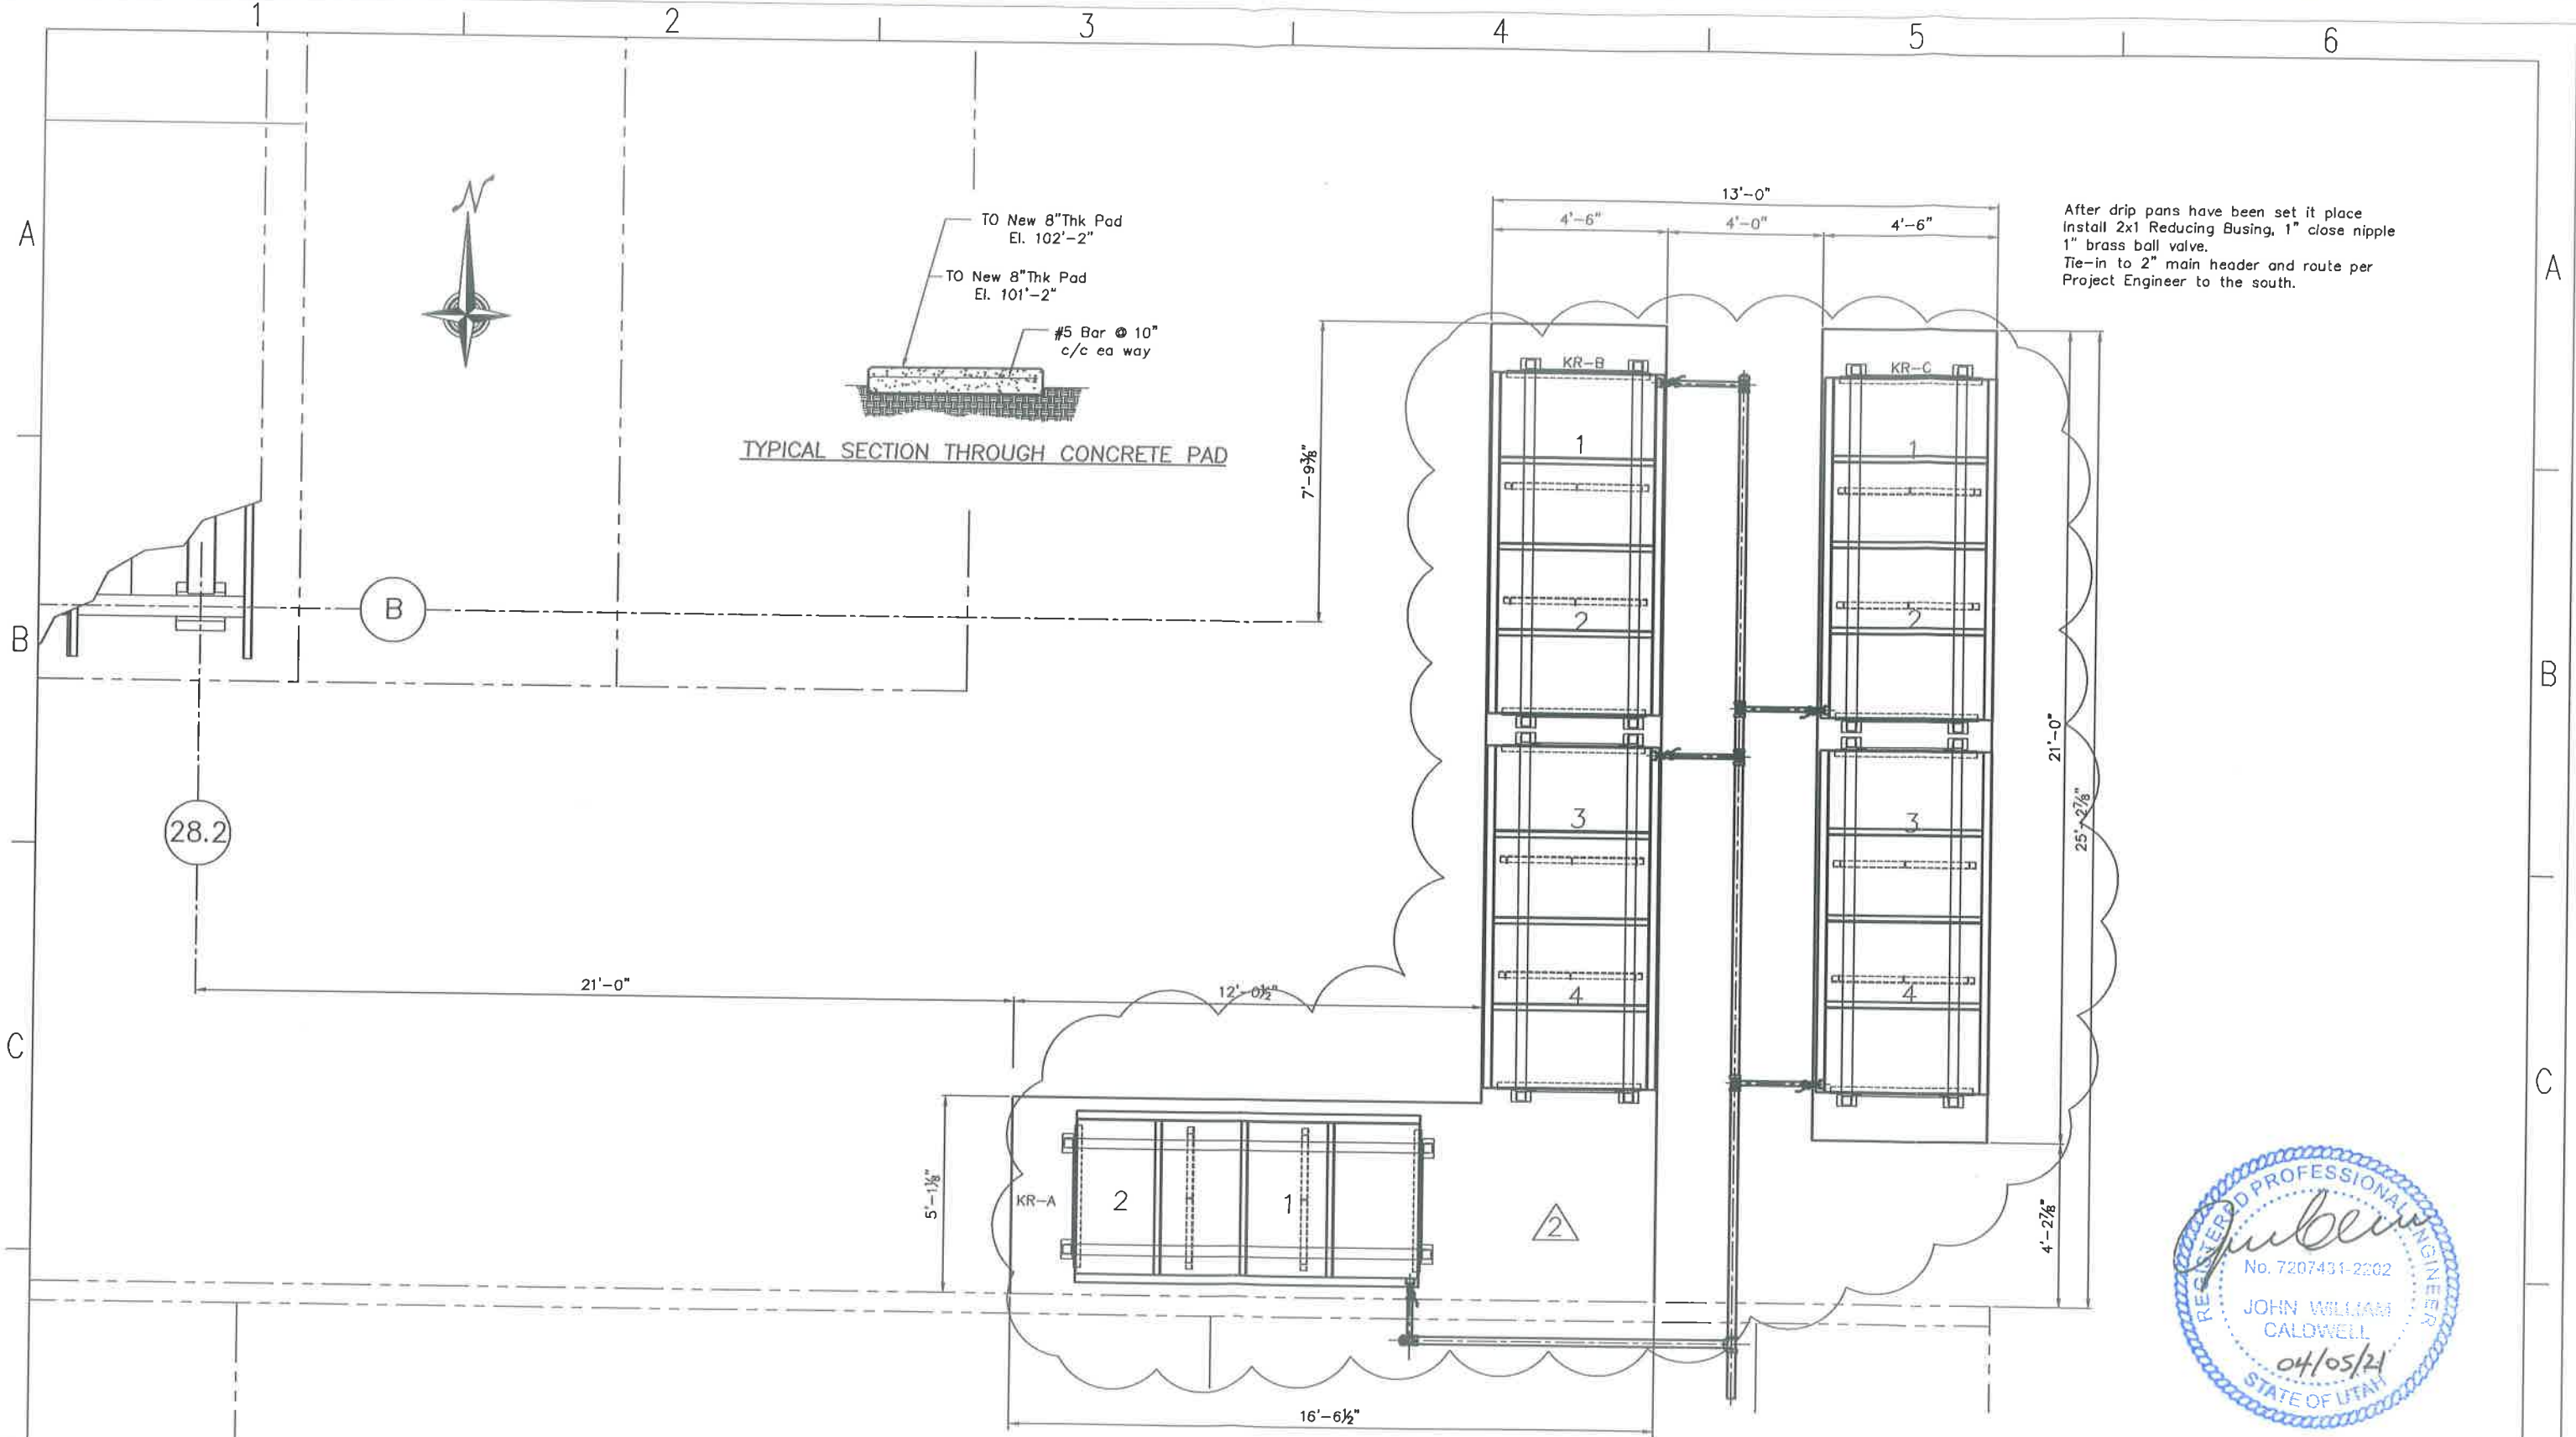 1
2
3
4
5
6
A
A
B
B
C
C
N
TO New 8"Thk Pad
El. 102'-2"
TO New 8"Thk Pad
El. 101'-2"
#5 Bar @ 10"
c/c ea way
TYPICAL SECTION THROUGH CONCRETE PAD
13'-0"
4'-6"
4'-0"
4'-6"
After drip pans have been set it place
Install 2x1 Reducing Busing, 1" close nipple
1" brass ball valve.
Tie-in to 2" main header and route per
Project Engineer to the south.
7'-9⅜"
KR-B
KR-C
1
1
2
2
3
3
4
4
B
28.2
21'-0"
25'-2⅞"
21'-0"
12'-0½"
5'-1⅛"
KR-A
2
1
2
4'-2⅞"
16'-6½"
REGISTERED PROFESSIONAL ENGINEER
No. 7207431-2202
JOHN WILLIAM
CALDWELL
04/05/21
STATE OF UTAH